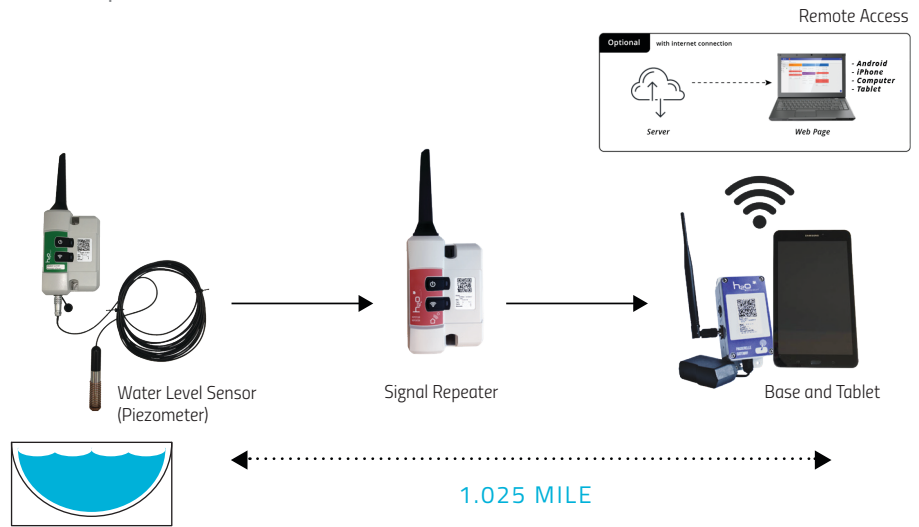 Remote Access
Optional
with internet connection
- Android
- iPhone
- Computer
- Tablet
Server
Web Page
Water Level Sensor
(Piezometer)
Signal Repeater
Base and Tablet
1.025 MILE